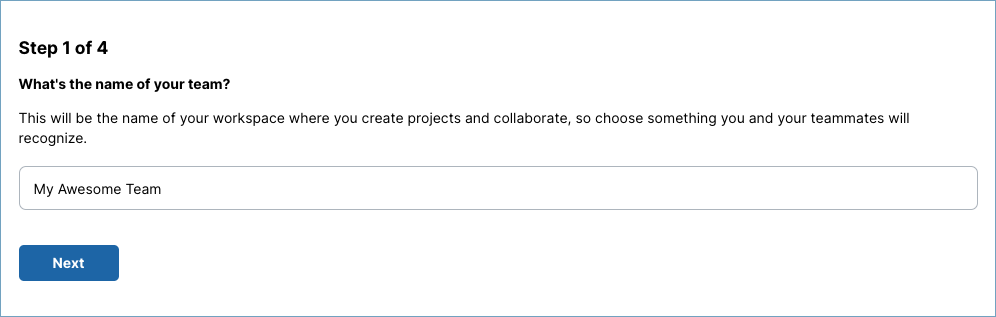 Step 1 of 4
What's the name of your team?
This will be the name of your workspace where you create projects and collaborate, so choose something you and your teammates will
recognize.
My Awesome Team
Next